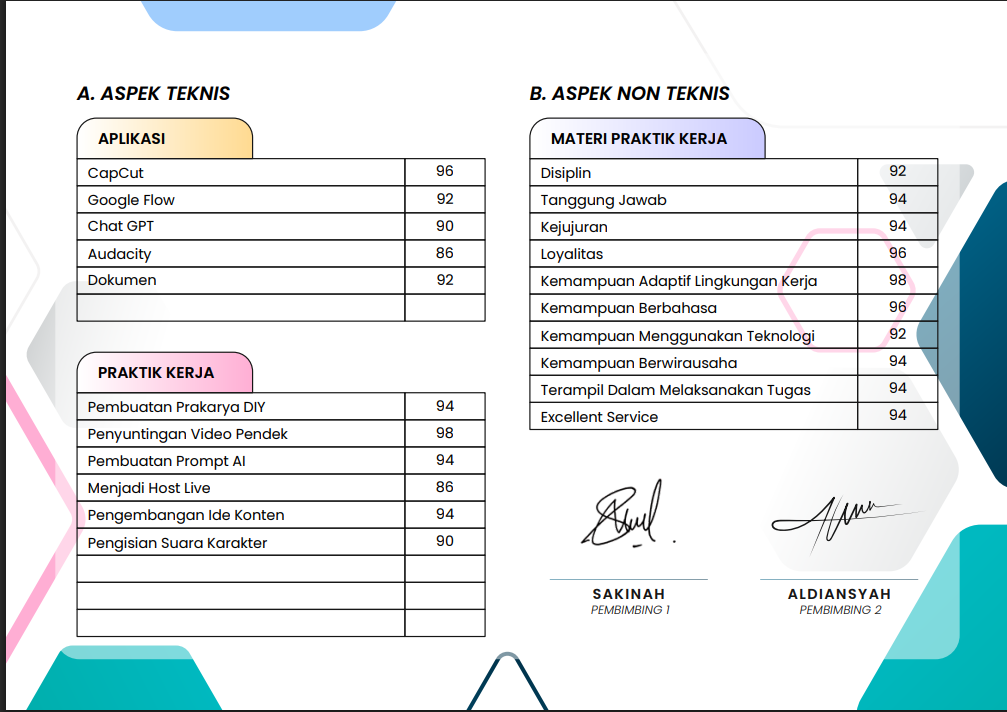 A. ASPEK TEKNIS
APLIKASI
CapCut 96
Google Flow 92
Chat GPT 90
Audacity 86
Dokumen 92
PRAKTIK KERJA
Pembuatan Prakarya DIY 94
Penyuntingan Video Pendek 98
Pembuatan Prompt AI 94
Menjadi Host Live 86
Pengembangan Ide Konten 94
Pengisian Suara Karakter 90
B. ASPEK NON TEKNIS
MATERI PRAKTIK KERJA
Disiplin 92
Tanggung Jawab 94
Kejujuran 94
Loyalitas 96
Kemampuan Adaptif Lingkungan Kerja 98
Kemampuan Berbahasa 96
Kemampuan Menggunakan Teknologi 92
Kemampuan Berwirausaha 94
Terampil Dalam Melaksanakan Tugas 94
Excellent Service 94
SAKINAH
PEMBIMBING 1
ALDIANSYAH
PEMBIMBING 2